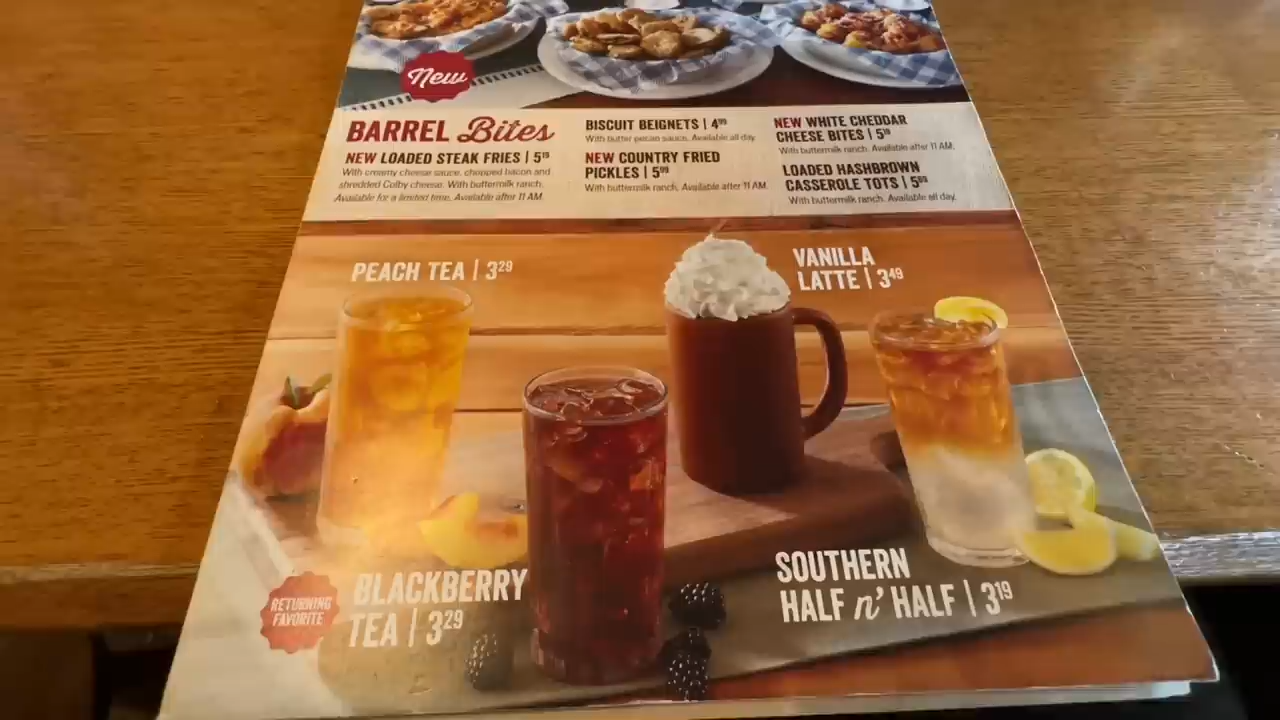 New
BARREL Bites
NEW LOADED STEAK FRIES | 5
With creamy cheese sauce, chopped bacon and
shredded Colby cheese. With buttermilk ranch.
Available for a limited time. Available after 11 AM.
BISCUIT BEIGNETS | 4⁹⁹
With butter pecan sauce. Available all day.
NEW COUNTRY FRIED
PICKLES | 5⁹⁹
With buttermilk ranch. Available after 11 AM.
NEW WHITE CHEDDAR
CHEESE BITES | 5
With buttermilk ranch. Available after 11 AM.
LOADED HASHBROWN
CASSEROLE TOTS | 5
With buttermilk ranch. Available all day.
PEACH TEA | 3²⁹
VANILLA
LATTE | 3⁴⁹
RETURNING
FAVORITE
BLACKBERRY
TEA | 3²⁹
SOUTHERN
HALF n' HALF | 3¹⁹